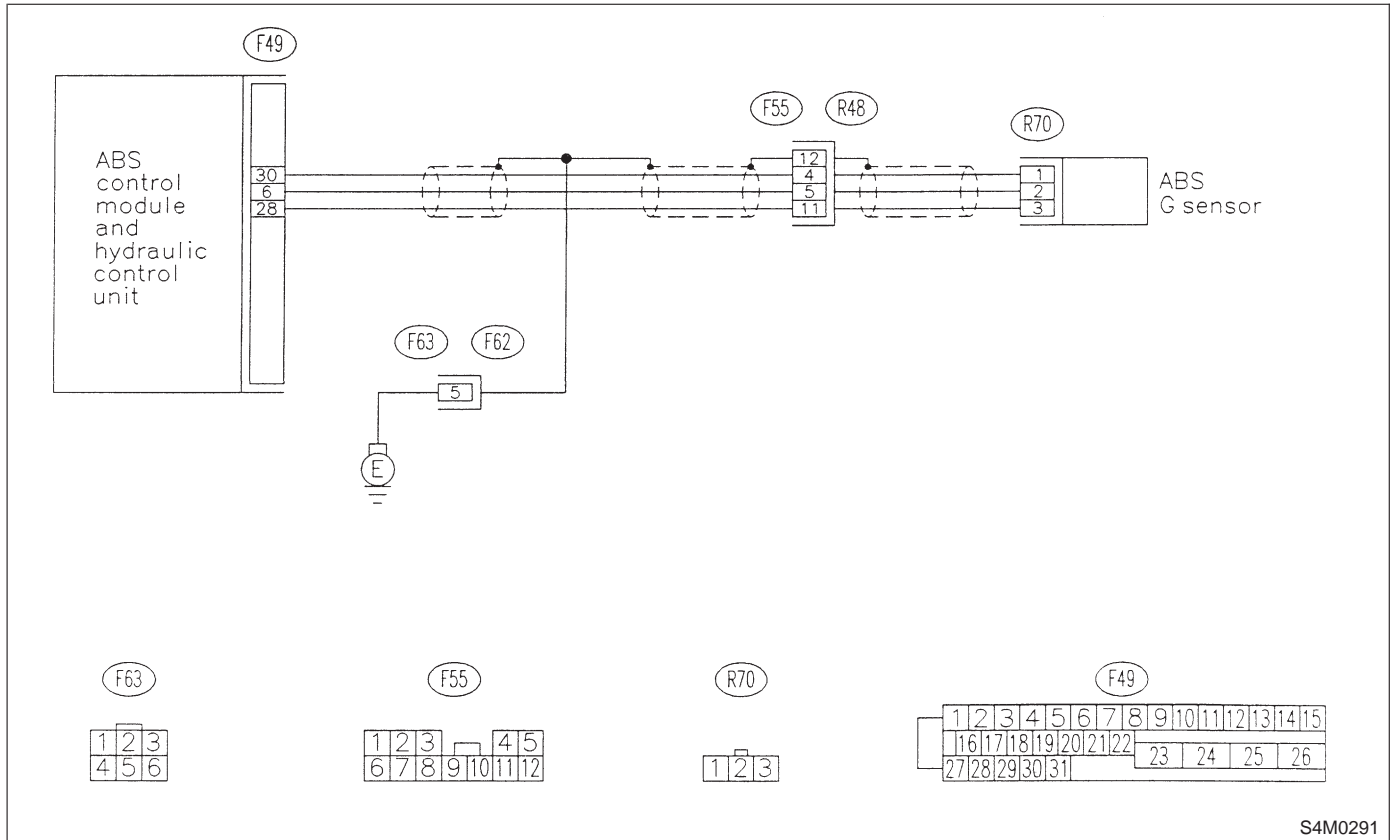 F49
F55 R48
R70
ABS
control
module
and
hydraulic
control
unit
30
6
28
12
4
5
11
1
2
3
ABS
G sensor
F63 F62
5
E
F63
1 2 3
4 5 6
F55
1 2 3 4 5
6 7 8 9 10 11 12
R70
1 2 3
F49
1 2 3 4 5 6 7 8 9 10 11 12 13 14 15
16 17 18 19 20 21 22 23 24 25 26
27 28 29 30 31
S4M0291